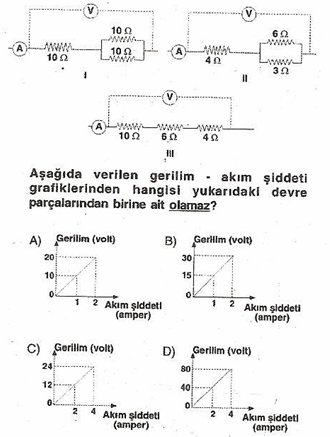 V V
10 Ω 6 Ω
A A
10 Ω 10 Ω 4 Ω 3 Ω
I II
V
A
10 Ω 6 Ω 4 Ω
III
Aşağıda verilen gerilim - akım şiddeti
grafiklerinden hangisi yukarıdaki devre
parçalarından birine ait olamaz?
A) Gerilim (volt) B) Gerilim (volt)
20 30
10 15
0 0
1 2 Akım şiddeti 1 2 Akım şiddeti
(amper) (amper)
C) Gerilim (volt) D) Gerilim (volt)
24 80
12 40
0 0
2 4 Akım şiddeti 2 4 Akım şiddeti
(amper) (amper)